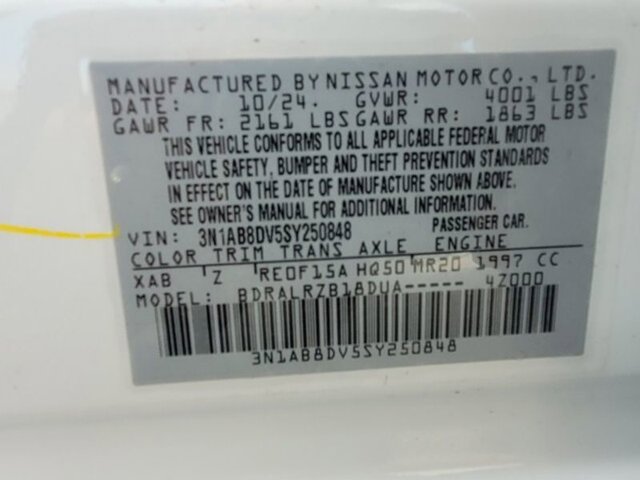 MANUFACTURED BY NISSAN MOTOR CO., LTD.
DATE: 10/24. GVWR: 4001 LBS
GAWR FR: 2161 LBS GAWR RR: 1863 LBS
THIS VEHICLE CONFORMS TO ALL APPLICABLE FEDERAL MOTOR
VEHICLE SAFETY, BUMPER AND THEFT PREVENTION STANDARDS
IN EFFECT ON THE DATE OF MANUFACTURE SHOWN ABOVE.
SEE OWNER'S MANUAL FOR ADDITIONAL INFORMATION.
VIN: 3N1AB8DV5SY250848 PASSENGER CAR.
COLOR TRIM TRANS AXLE ENGINE
XAB Z RE0F15A HQ50 MR20 1997 CC
MODEL: BDRALRZB18DUA----- 4Z000
3N1AB8DV5SY250848